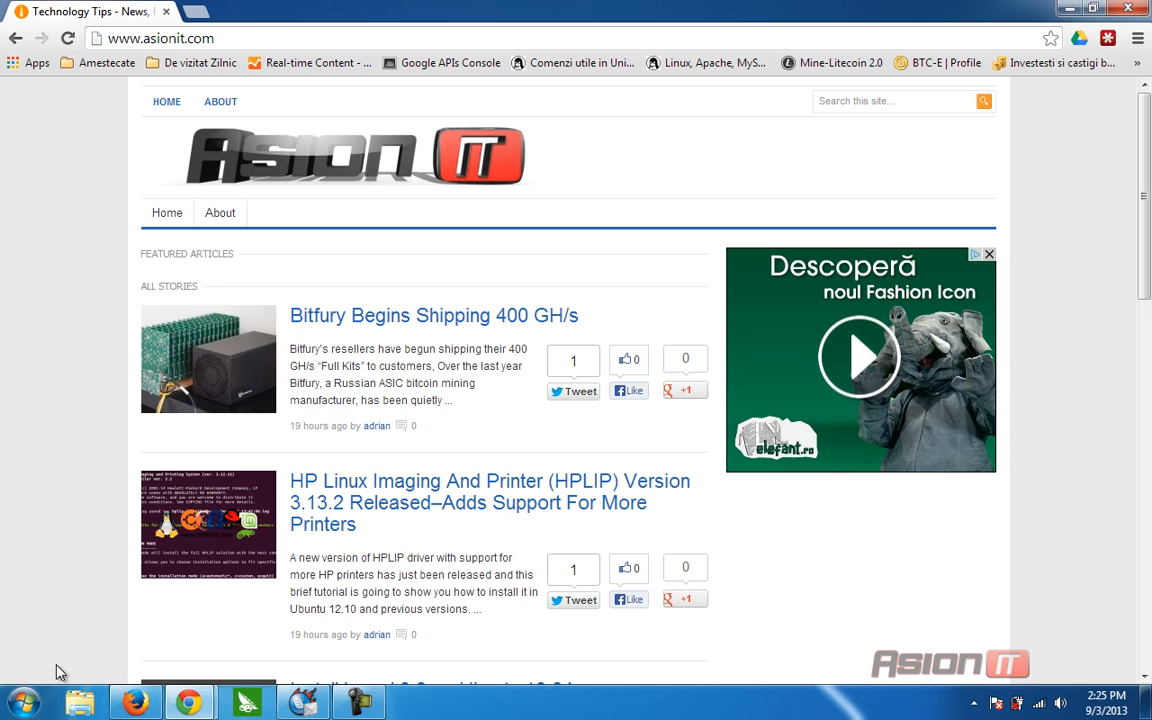 Technology Tips - News,
www.asionit.com
Apps
Amestecate
De vizitat Zilnic
Real-time Content - ...
Google APIs Console
Comenzi utile in Uni...
Linux, Apache, MyS...
Mine-Litecoin 2.0
BTC-E | Profile
Investesti si castigi b...
»
HOME
ABOUT
Search this site...
Asion IT
Home
About
FEATURED ARTICLES
ALL STORIES
Bitfury Begins Shipping 400 GH/s
Bitfury's resellers have begun shipping their 400
GH/s “Full Kits” to customers, Over the last year
Bitfury, a Russian ASIC bitcoin mining
manufacturer, has been quietly ...
1
0
0
Tweet
Like
+1
19 hours ago by adrian 0
HP Linux Imaging And Printer (HPLIP) Version
3.13.2 Released–Adds Support For More
Printers
A new version of HPLIP driver with support for
more HP printers has just been released and this
brief tutorial is going to show you how to install it in
Ubuntu 12.10 and previous versions. ...
1
0
0
Tweet
Like
+1
19 hours ago by adrian 0
Descoperă
noul Fashion Icon
elefant.ro
Asion IT
2:25 PM
9/3/2013